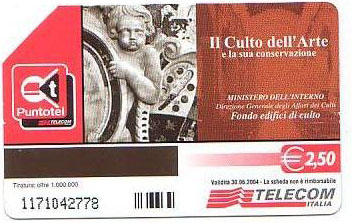 Il Culto dell'Arte
e la sua conservazione
MINISTERO DELL'INTERNO
Direzione Generale degli Affari dei Culti
Fondo edifici di culto
Puntotel
TELECOM
€ 2,50
Validità 30.06.2004 - La scheda non è rimborsabile
Tiratura: oltre 1.000.000
1171042778
TELECOM
ITALIA